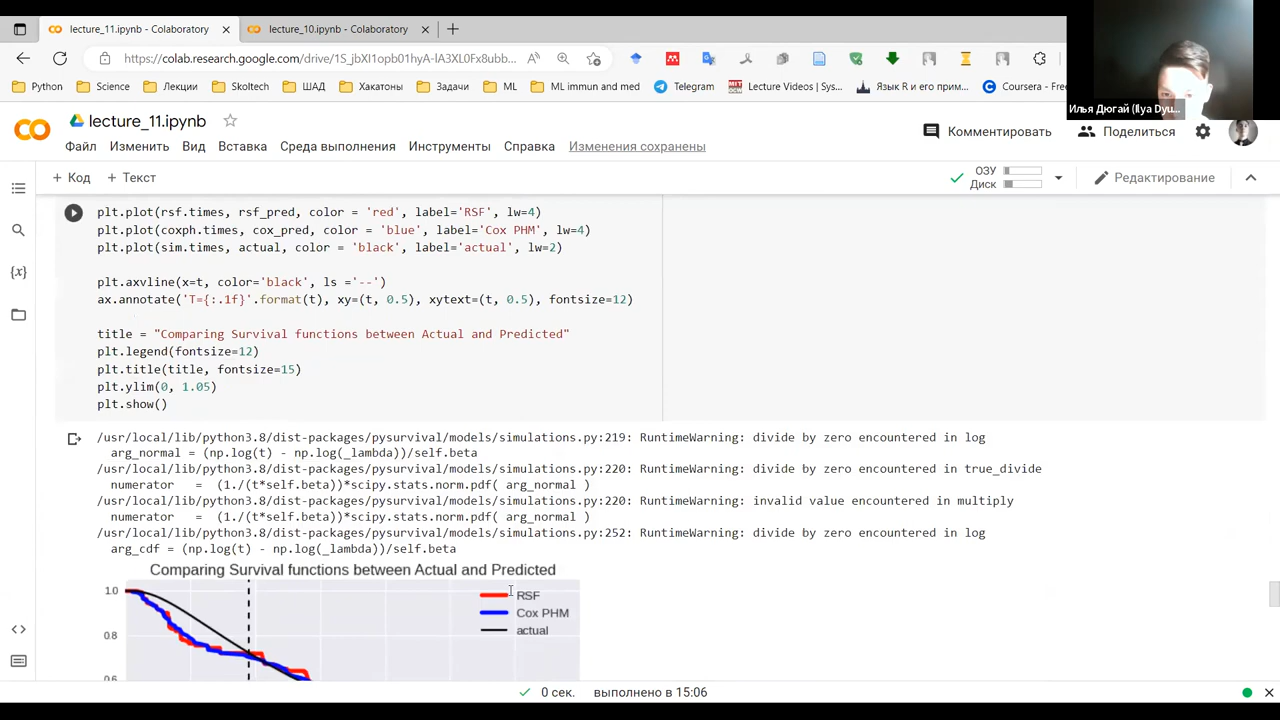 lecture_11.ipynb - Colaboratory
lecture_10.ipynb - Colaboratory
https://colab.research.google.com/drive/1S_jbXl1opb01hyA-lA3XL0Fx8ubb...
Python
Science
Лекции
Skoltech
ШАД
Хакатоны
Задачи
ML
ML immun and med
Telegram
Lecture Videos | Sys...
Язык R и его прим...
Coursera - Free
Илья Дюгай (Ilya Dyu...
lecture_11.ipynb
Комментировать
Поделиться
Файл Изменить Вид Вставка Среда выполнения Инструменты Справка Изменения сохранены
+ Код + Текст
ОЗУ
Диск
Редактирование
plt.plot(rsf.times, rsf_pred, color = 'red', label='RSF', lw=4)
plt.plot(coxph.times, cox_pred, color = 'blue', label='Cox PHM', lw=4)
plt.plot(sim.times, actual, color = 'black', label='actual', lw=2)
plt.axvline(x=t, color='black', ls ='--')
ax.annotate('T={:.1f}'.format(t), xy=(t, 0.5), xytext=(t, 0.5), fontsize=12)
title = "Comparing Survival functions between Actual and Predicted"
plt.legend(fontsize=12)
plt.title(title, fontsize=15)
plt.ylim(0, 1.05)
plt.show()
/usr/local/lib/python3.8/dist-packages/pysurvival/models/simulations.py:219: RuntimeWarning: divide by zero encountered in log
arg_normal = (np.log(t) - np.log(_lambda))/self.beta
/usr/local/lib/python3.8/dist-packages/pysurvival/models/simulations.py:220: RuntimeWarning: divide by zero encountered in true_divide
numerator = (1./(t*self.beta))*scipy.stats.norm.pdf( arg_normal )
/usr/local/lib/python3.8/dist-packages/pysurvival/models/simulations.py:220: RuntimeWarning: invalid value encountered in multiply
numerator = (1./(t*self.beta))*scipy.stats.norm.pdf( arg_normal )
/usr/local/lib/python3.8/dist-packages/pysurvival/models/simulations.py:252: RuntimeWarning: divide by zero encountered in log
arg_cdf = (np.log(t) - np.log(_lambda))/self.beta
Comparing Survival functions between Actual and Predicted
1.0
RSF
Cox PHM
actual
0.8
0 сек. выполнено в 15:06